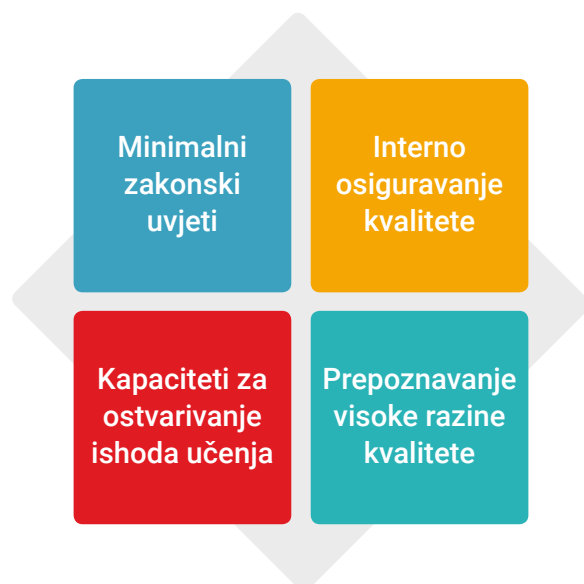 Minimalni
zakonski
uvjeti
Interno
osiguravanje
kvalitete
Kapaciteti za
ostvarivanje
ishoda učenja
Prepoznavanje
visoke razine
kvalitete